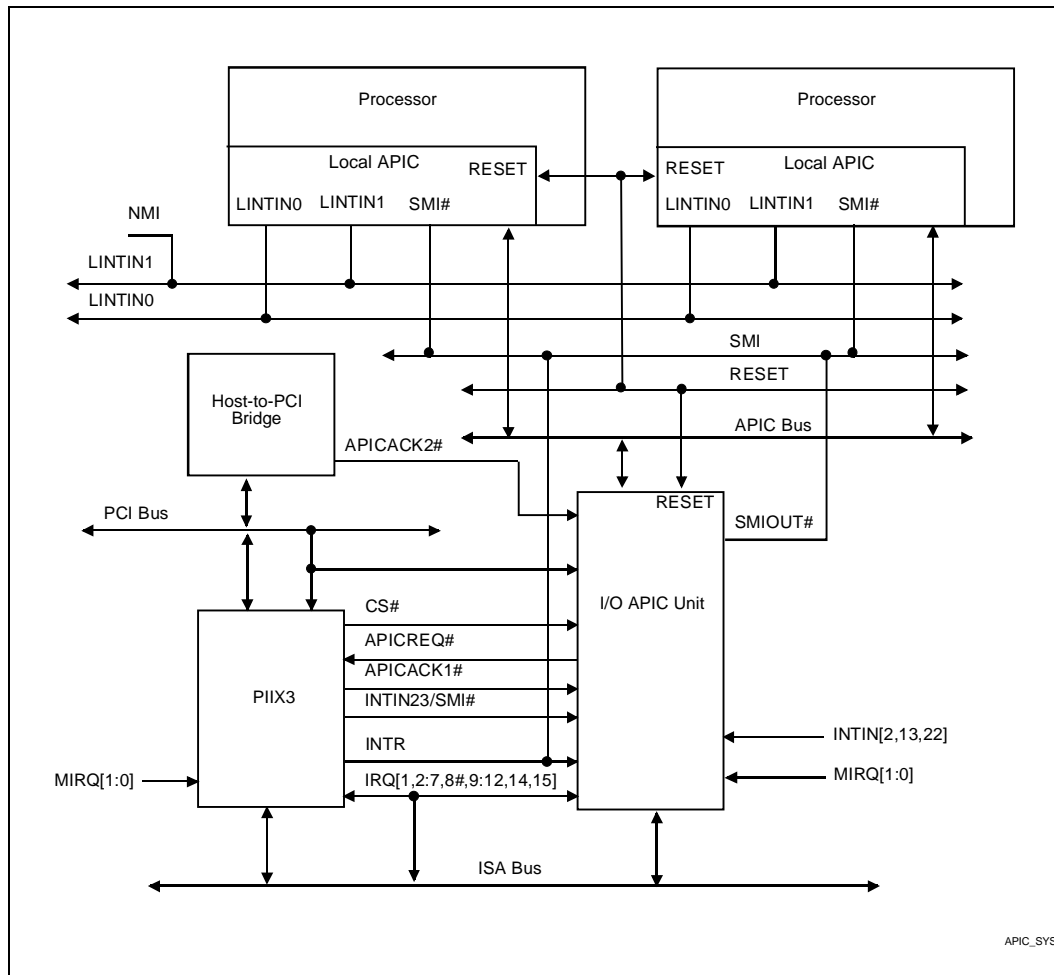 Processor
Processor
Local APIC
RESET
LINTIN0 LINTIN1 SMI#
RESET
Local APIC
LINTIN0 LINTIN1 SMI#
NMI
LINTIN1
LINTIN0
SMI
RESET
APIC Bus
Host-to-PCI
Bridge
APICACK2#
PCI Bus
RESET
SMIOUT#
I/O APIC Unit
PIIX3
CS#
APICREQ#
APICACK1#
INTIN23/SMI#
INTR
IRQ[1,2:7,8#,9:12,14,15]
MIRQ[1:0]
INTIN[2,13,22]
MIRQ[1:0]
ISA Bus
APIC_SYS